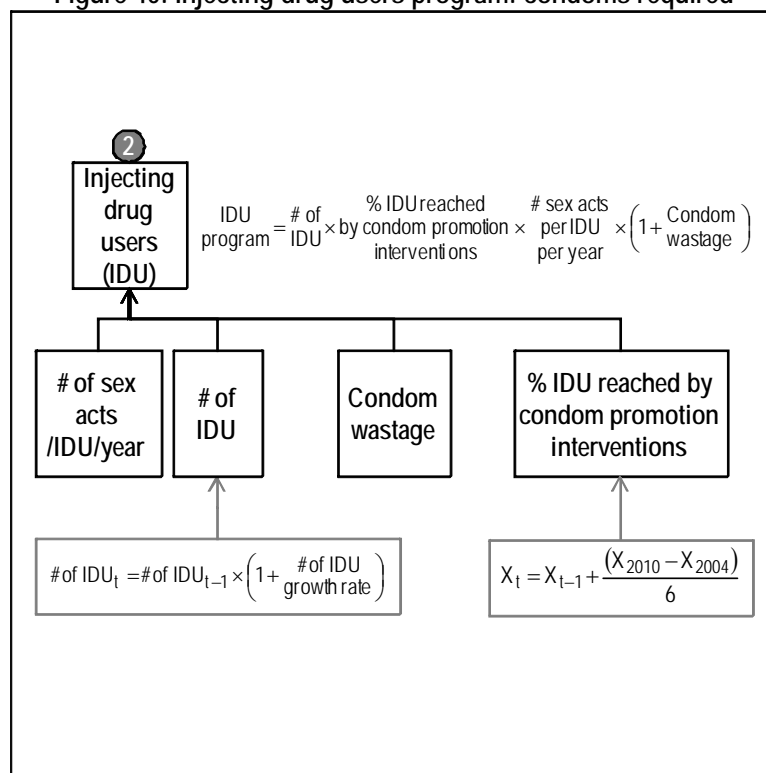 Figure Injecting drug users program: condoms required
2
Injecting
drug
users
(IDU)
IDU program = # of IDU × % IDU reached by condom promotion interventions × # sex acts per IDU per year × (1 + Condom wastage)
# of sex
acts
/IDU/year
# of
IDU
Condom
wastage
% IDU reached by
condom promotion
interventions
# of IDU_t = # of IDU_{t–1} × (1 + # of IDU growth rate)
X_t = X_{t–1} + (X_2010 – X_2004) / 6